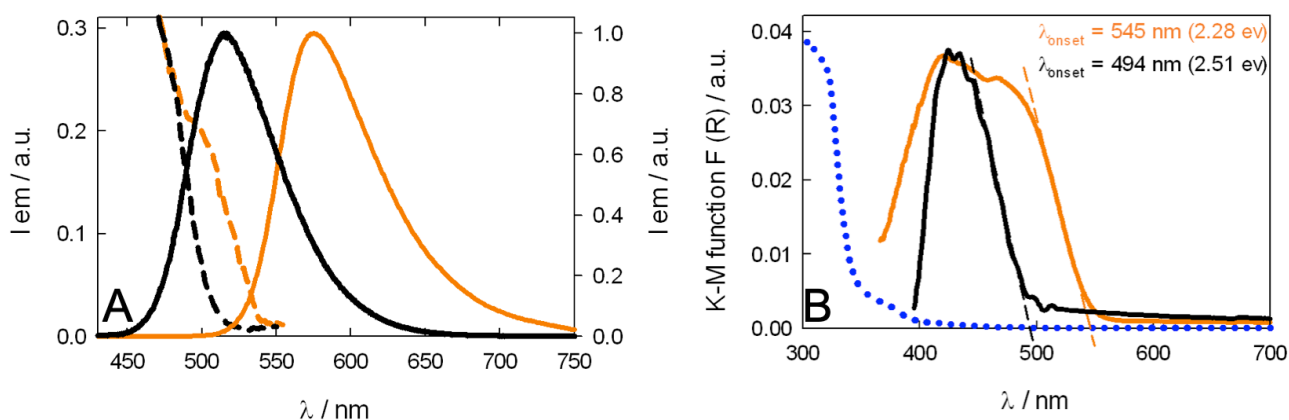 I em / a.u.
0.3
0.2
0.1
0.0
A
450 500 550 600 650 700 750
λ / nm
1.0
0.8
0.6
0.4
0.2
0.0
I em / a.u.
K-M function F (R) / a.u.
0.04
0.03
0.02
0.01
0.00
B
λonset = 545 nm (2.28 ev)
λonset = 494 nm (2.51 ev)
300 400 500 600 700
λ / nm